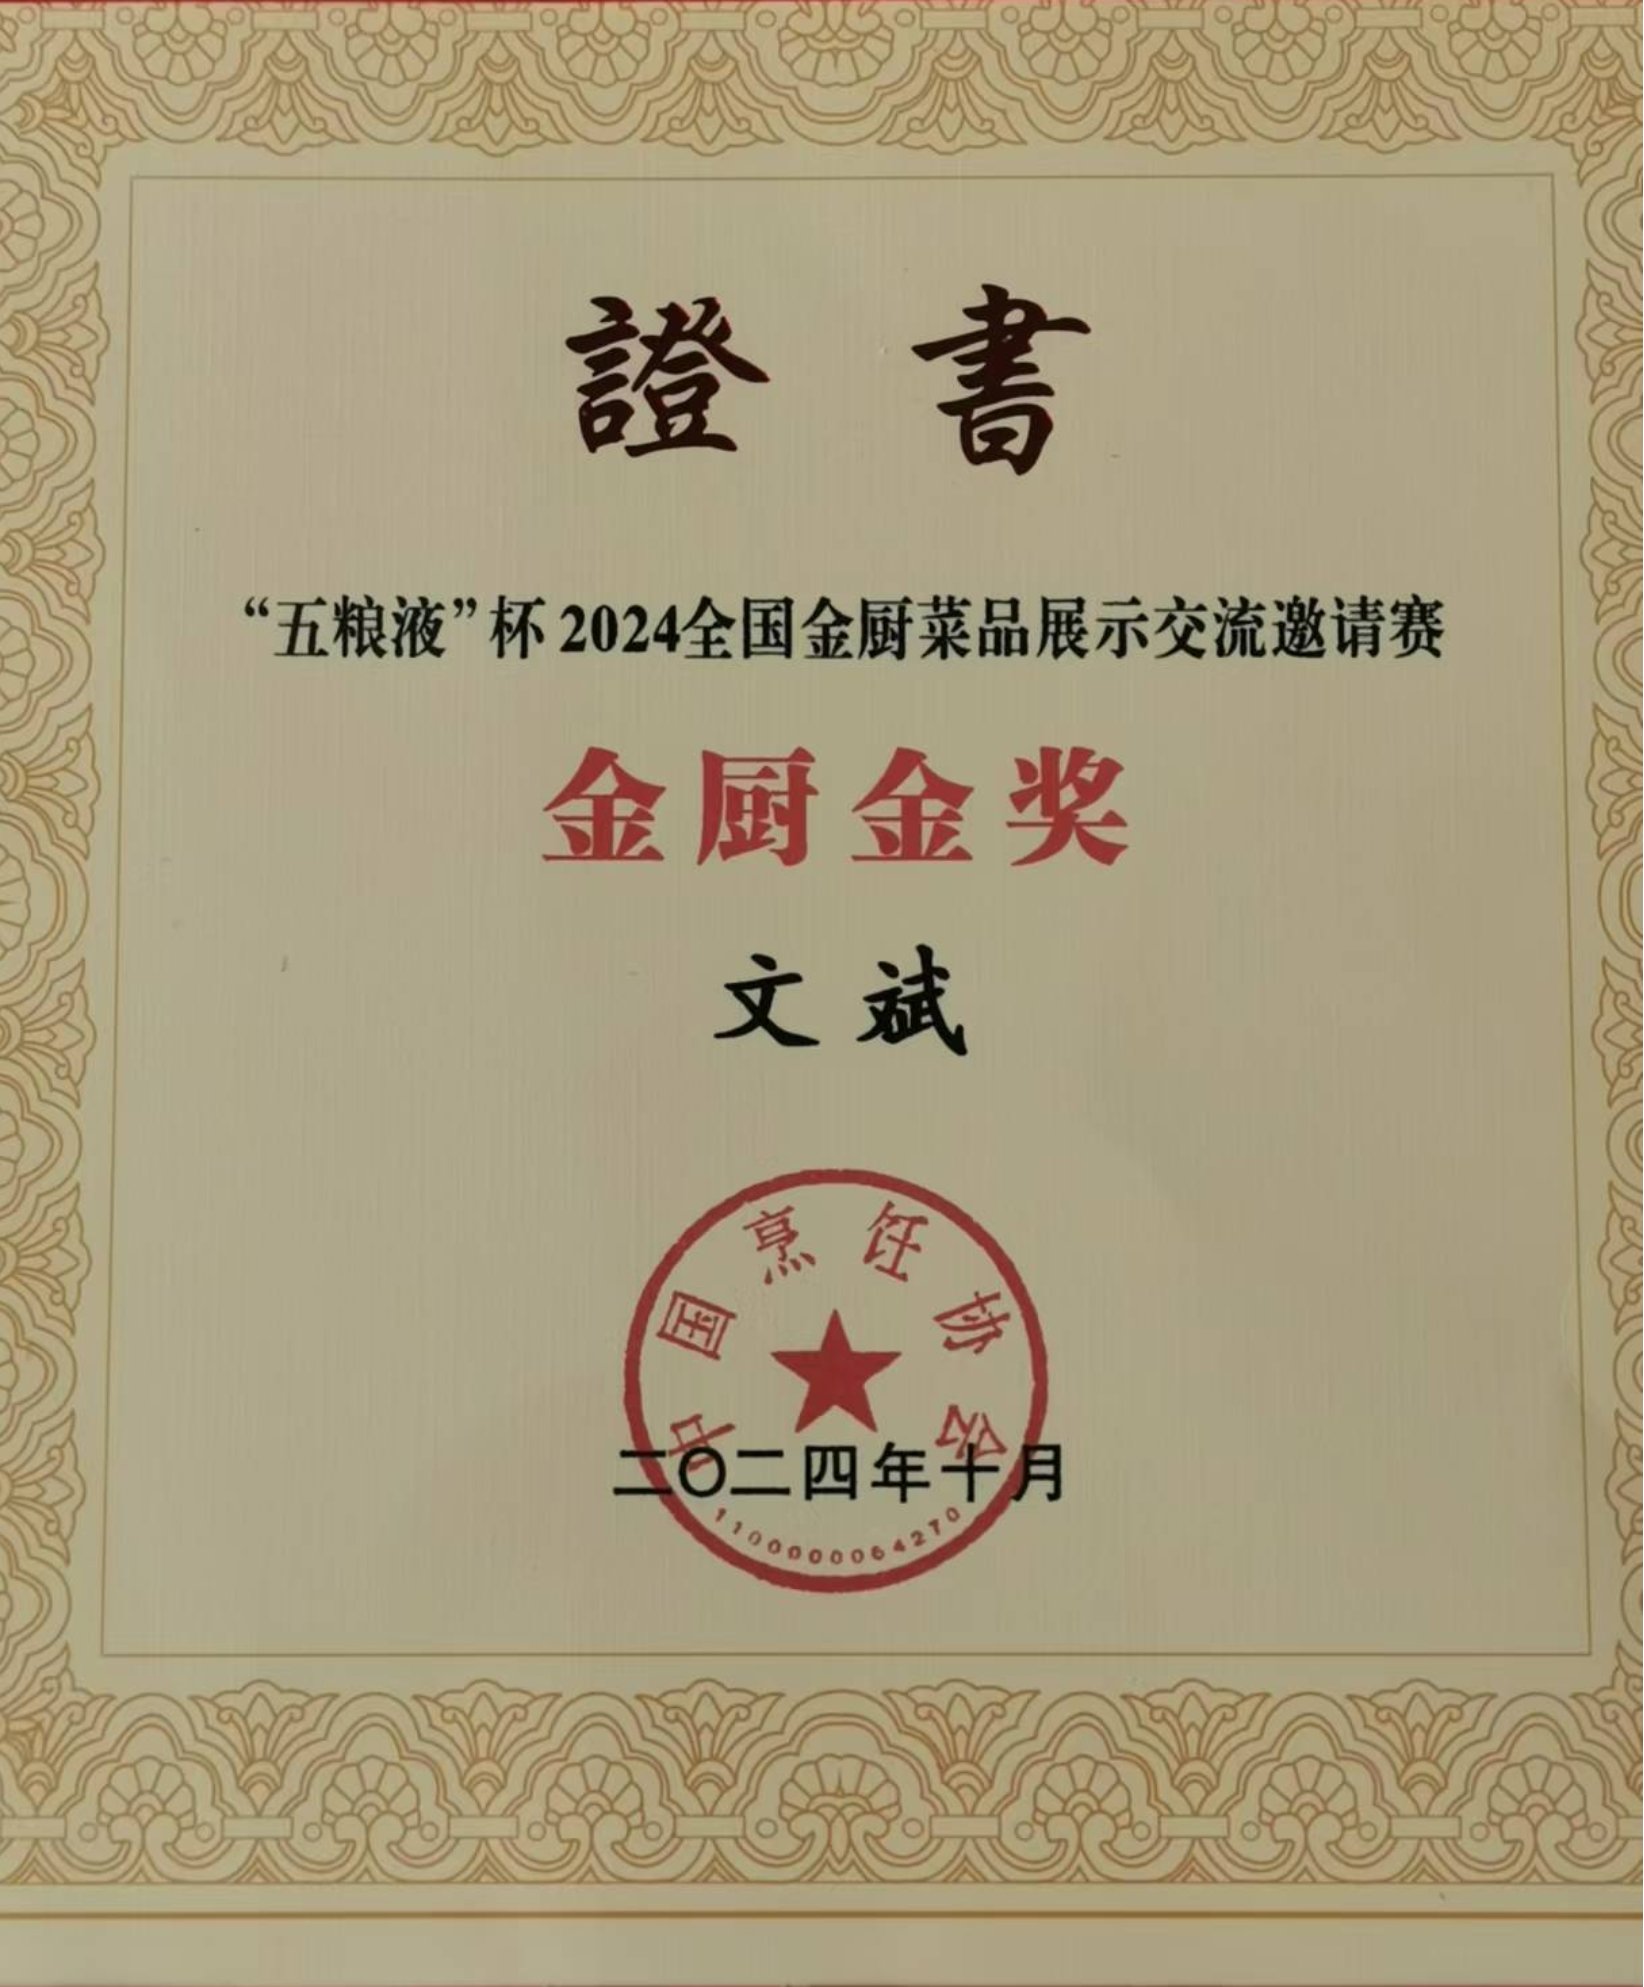 證書
“五粮液”杯 2024全国金厨菜品展示交流邀请赛
金厨金奖
文斌
中国烹饪协会
二〇二四年十月
1100000064270